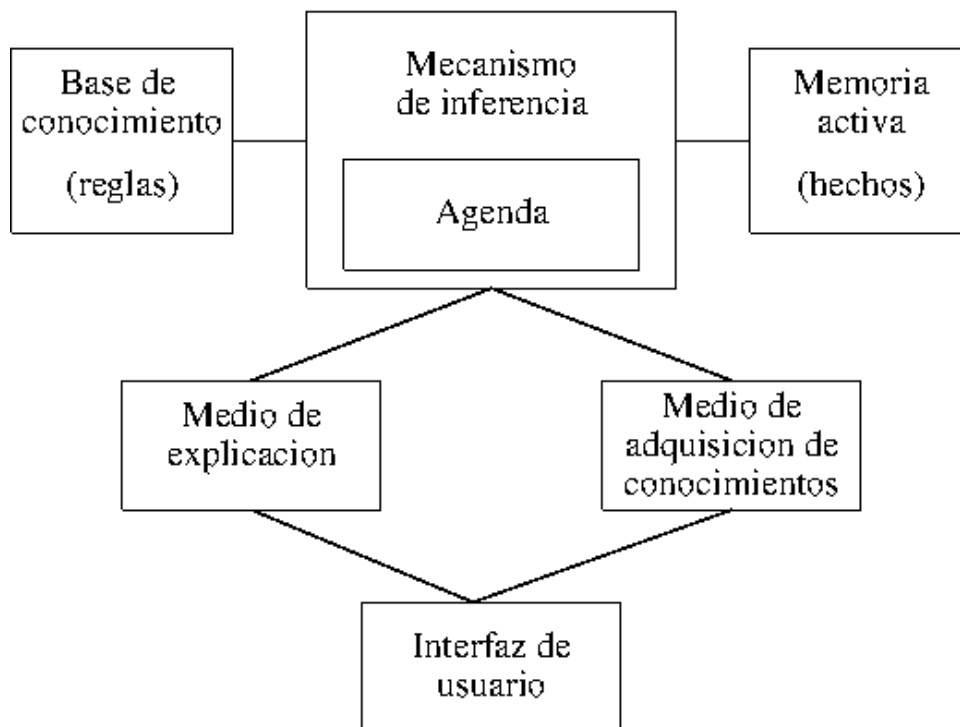 Base de
conocimiento
(reglas)
Mecanismo
de inferencia
Agenda
Memoria
activa
(hechos)
Medio de
explicacion
Medio de
adquisicion de
conocimientos
Interfaz de
usuario